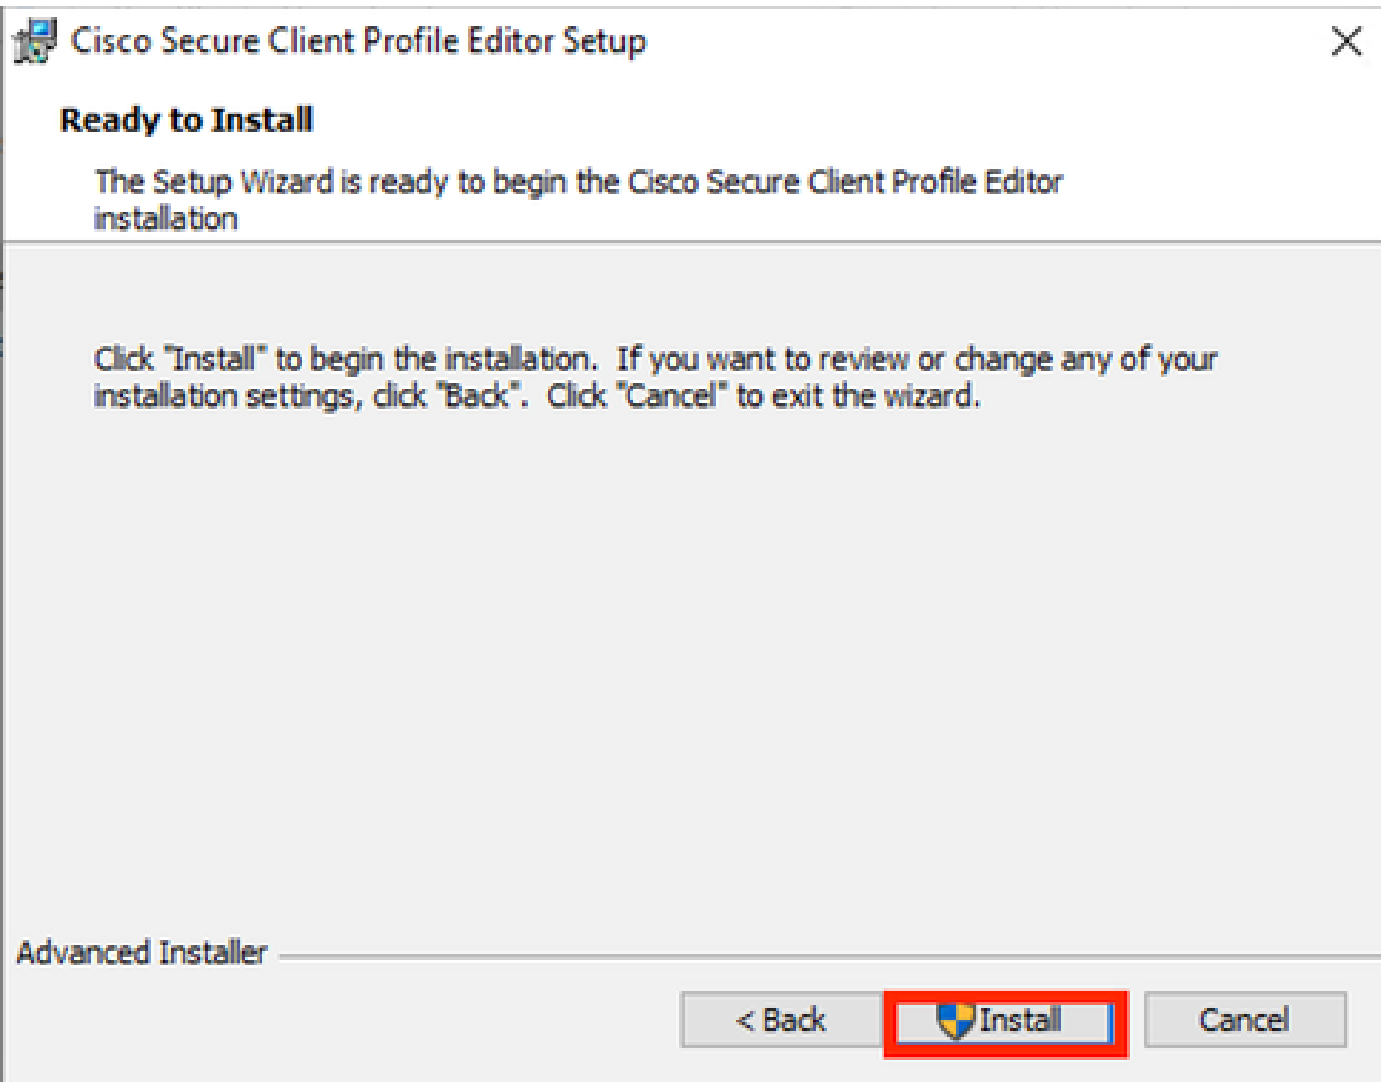 Cisco Secure Client Profile Editor Setup
Ready to Install
The Setup Wizard is ready to begin the Cisco Secure Client Profile Editor
installation
Click "Install" to begin the installation. If you want to review or change any of your
installation settings, click "Back". Click "Cancel" to exit the wizard.
Advanced Installer
< Back
Install
Cancel